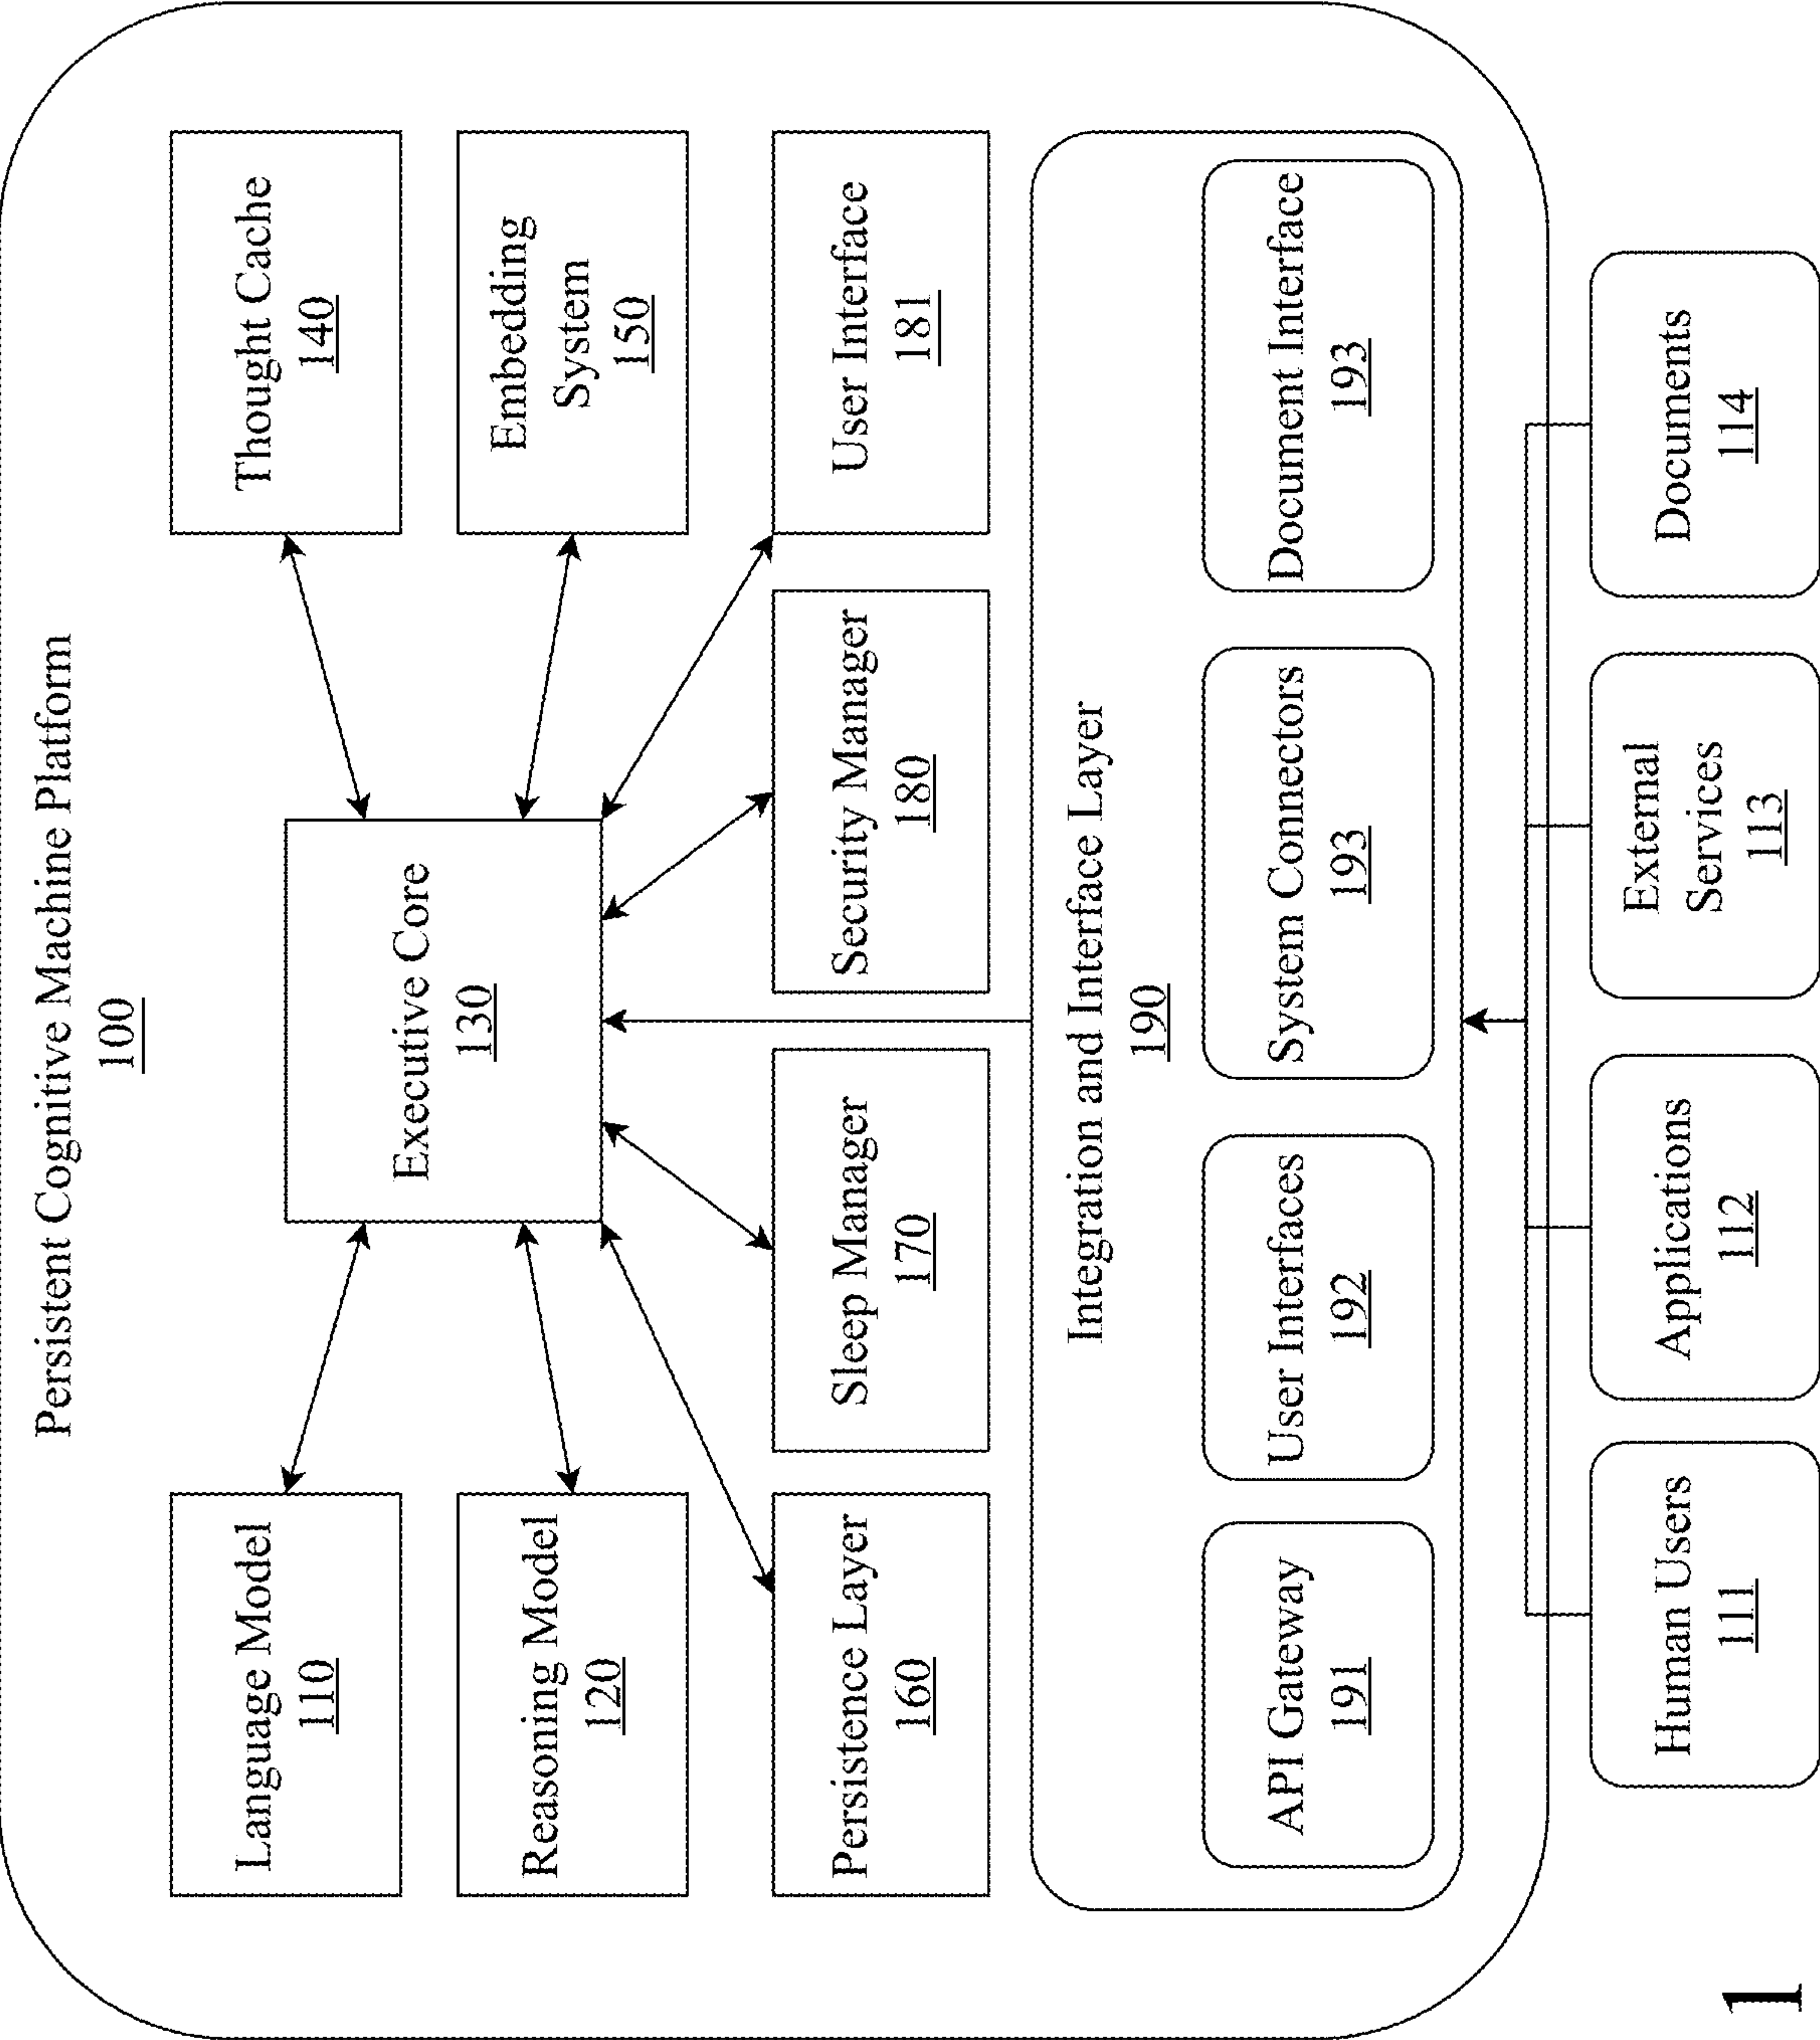 Persistent Cognitive Machine Platform
100
Language Model
110
Executive Core
130
Thought Cache
140
Reasoning Model
120
Embedding
System
150
Persistence Layer
160
Sleep Manager
170
Security Manager
180
User Interface
181
Integration and Interface Layer
190
API Gateway
191
User Interfaces
192
System Connectors
193
Document Interface
193
Human Users
111
Applications
112
External
Services
113
Documents
114
1